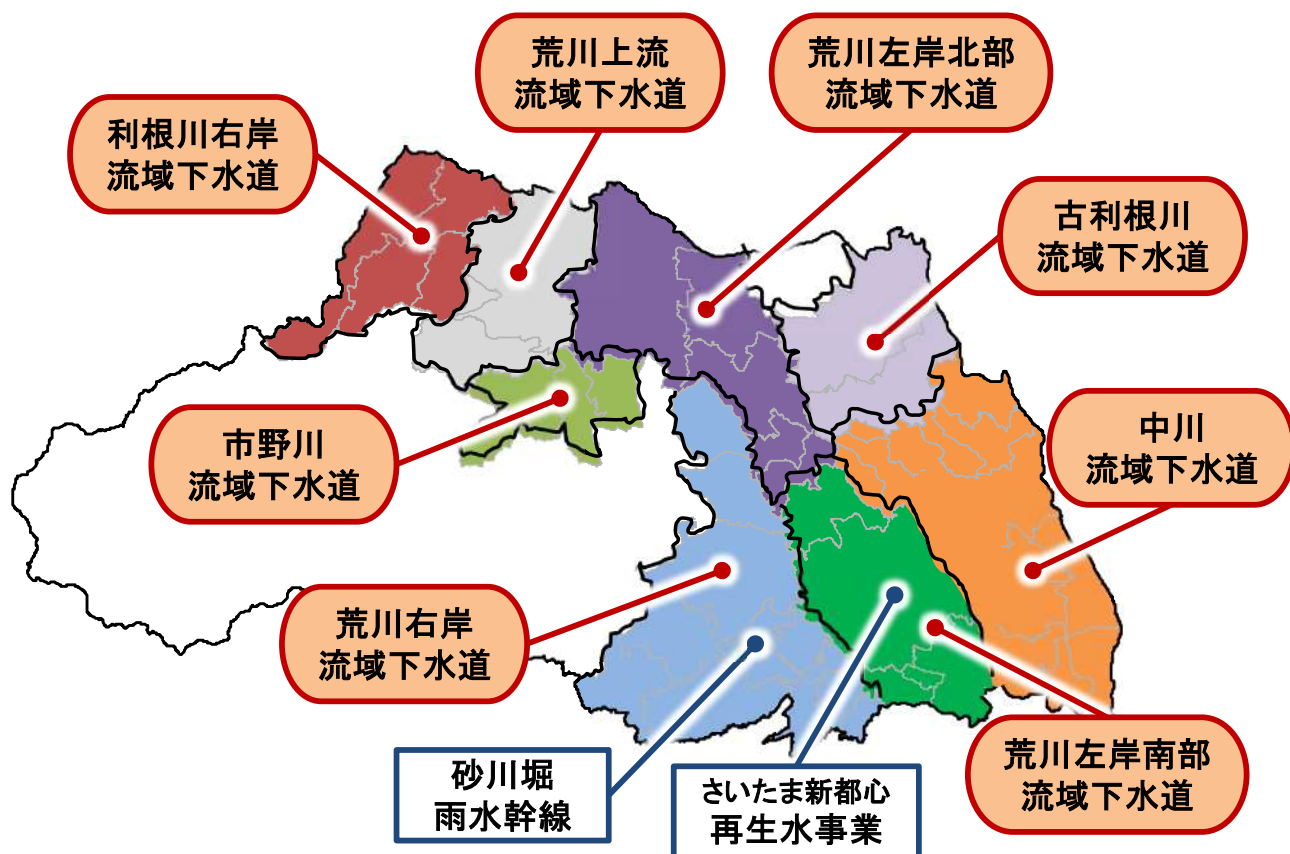 荒川上流
流域下水道
荒川左岸北部
流域下水道
利根川右岸
流域下水道
古利根川
流域下水道
市野川
流域下水道
中川
流域下水道
荒川右岸
流域下水道
荒川左岸南部
流域下水道
砂川堀
雨水幹線
さいたま新都心
再生水事業